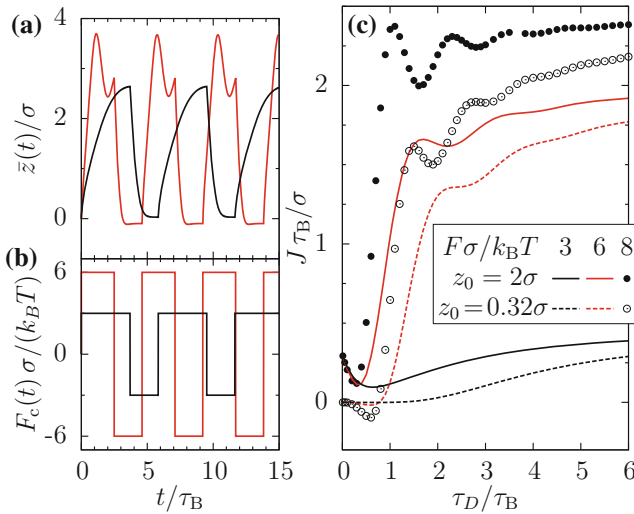 (a)
4
2
0
z̄(t)/σ
(b)
6
0
-6
F_c(t) σ/(k_BT)
0
5
10
15
t/τ_B
(c)
2
1
0
J τ_B/σ
Fσ/k_BT 3 6 8
z_0 = 2σ
z_0 = 0.32σ
0 1 2 3 4 5 6
τ_D/τ_B